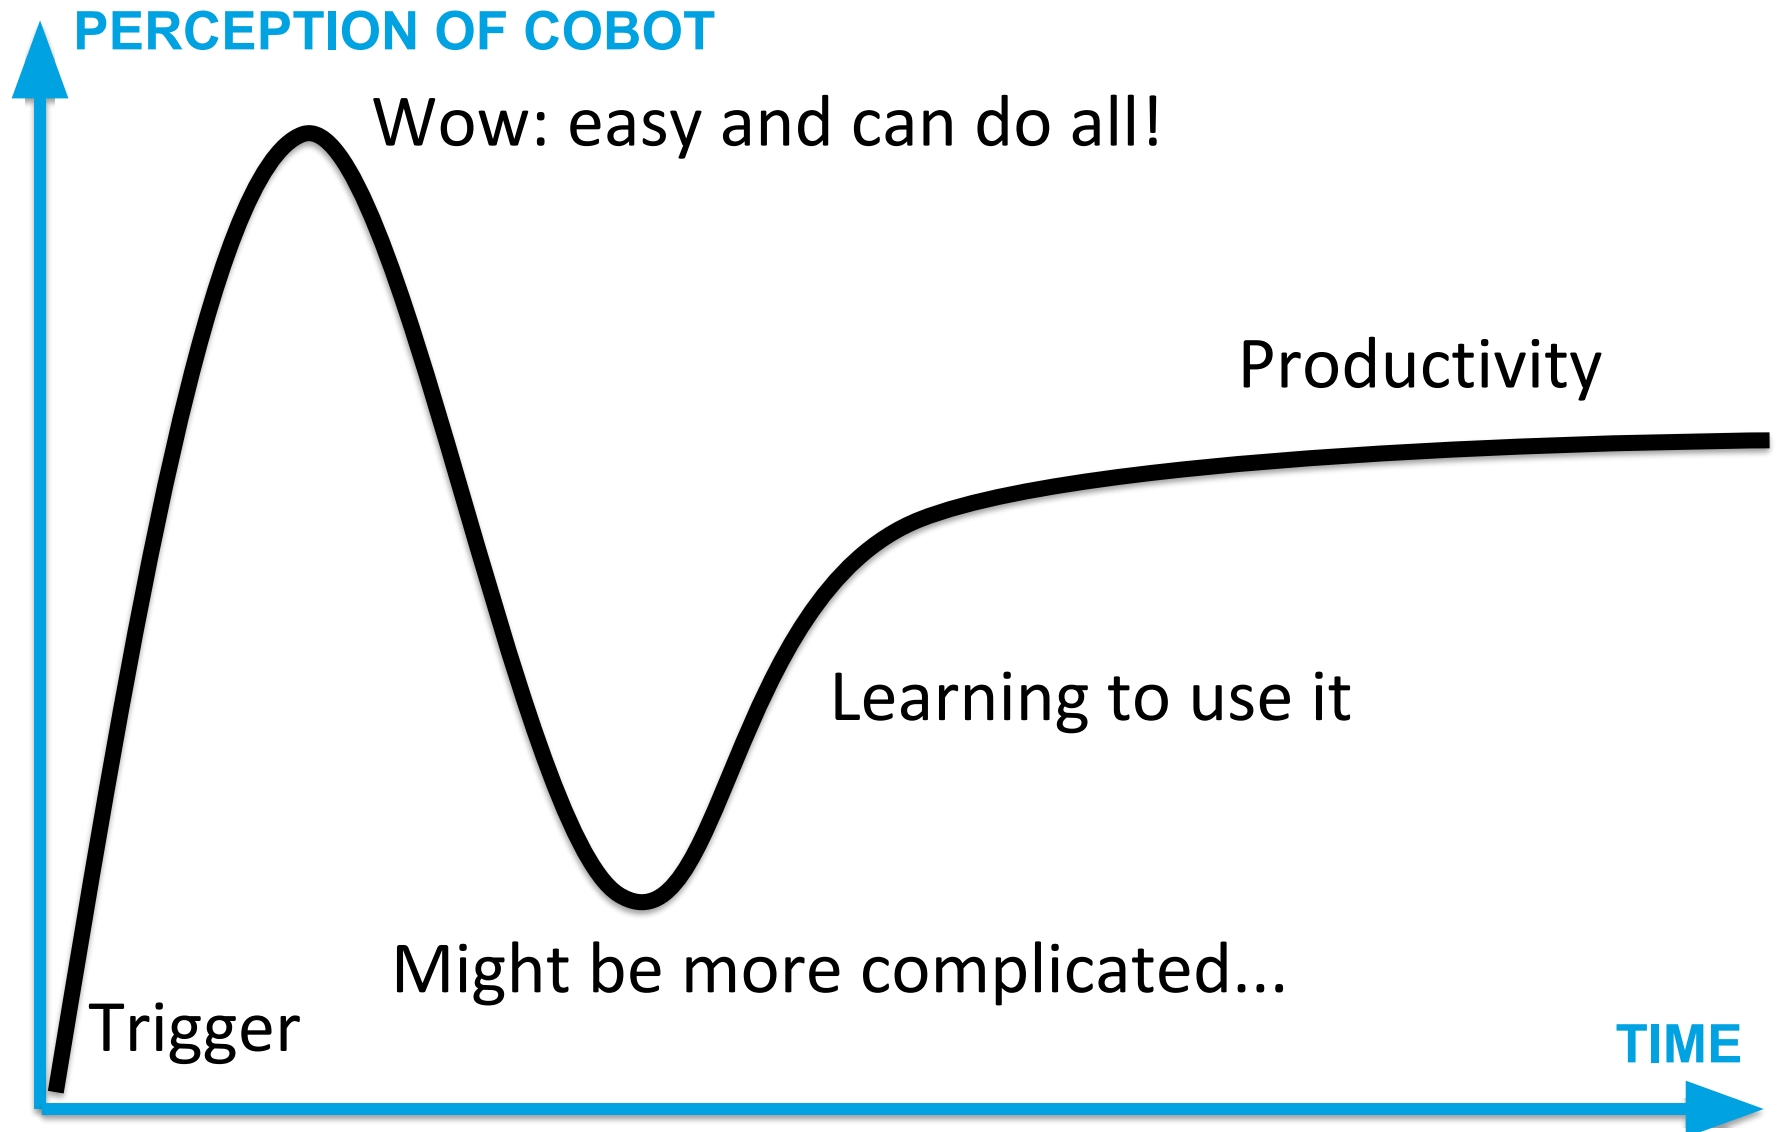 PERCEPTION OF COBOT
Wow: easy and can do all!
Productivity
Learning to use it
Might be more complicated...
Trigger
TIME